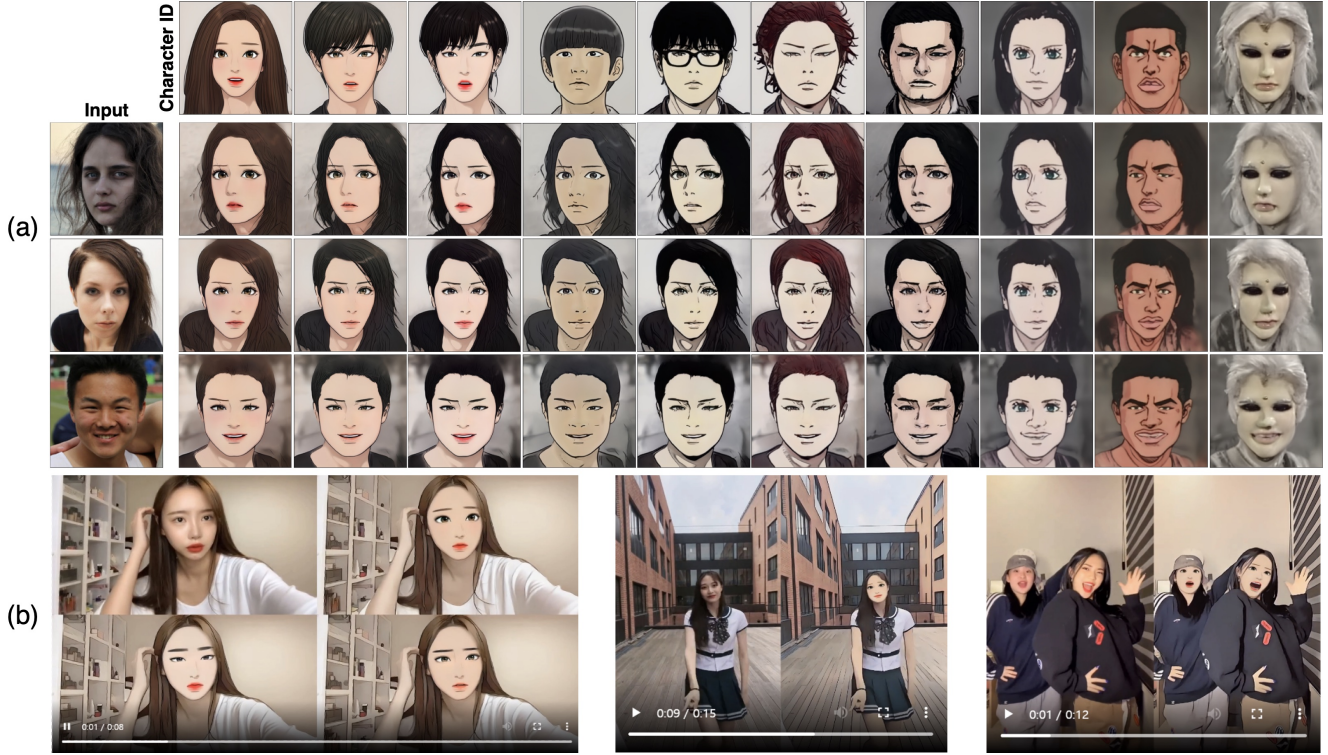 Character ID
Input
(a)
(b)
0:01 / 0:08
0:09 / 0:15
0:01 / 0:12